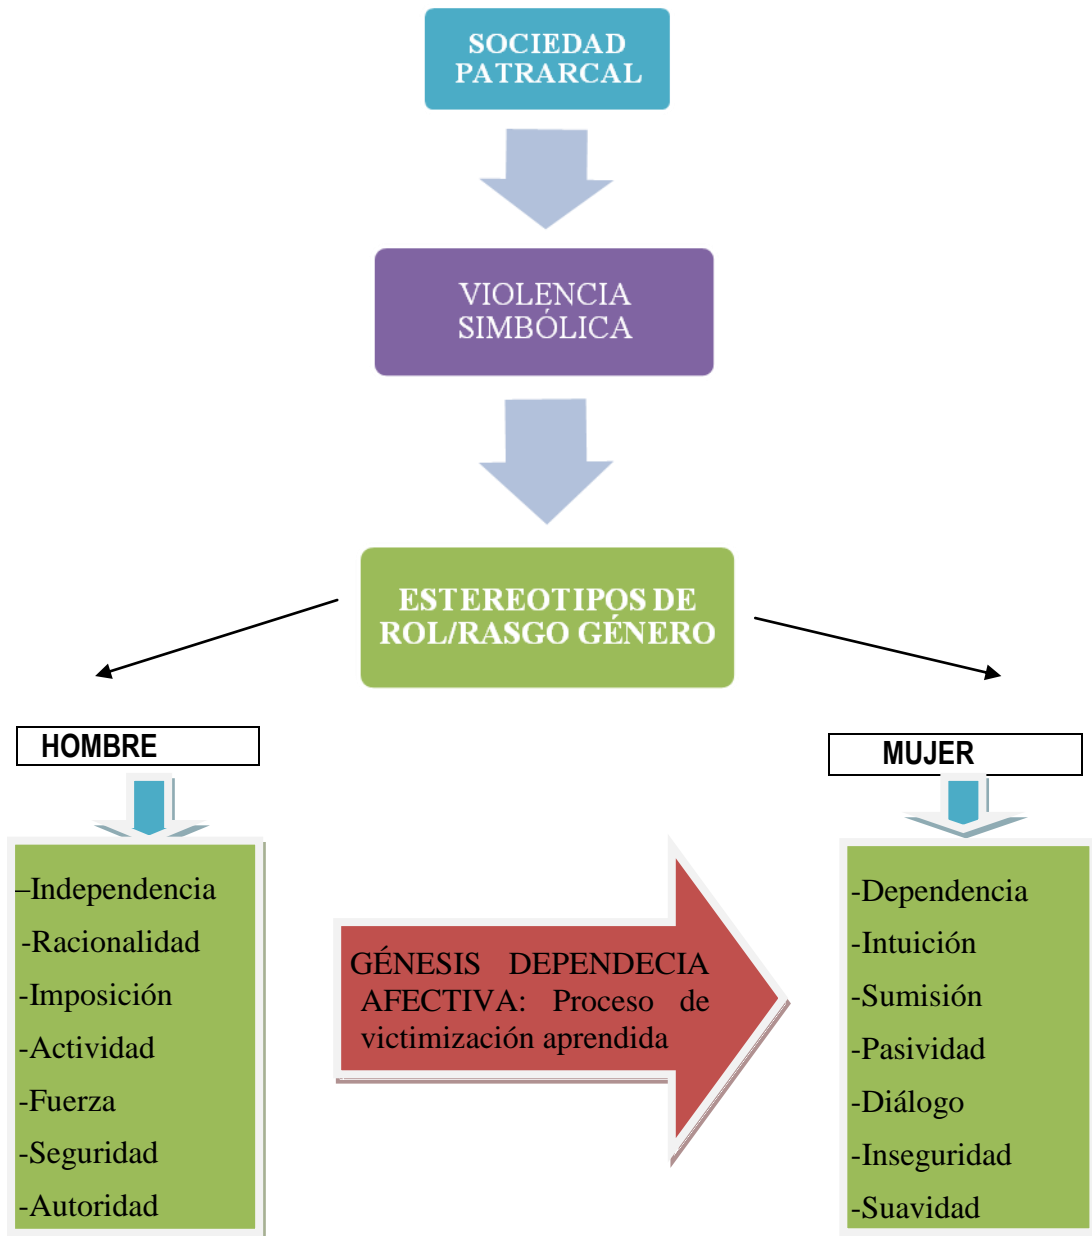 SOCIEDAD
PATRARCAL
VIOLENCIA
SIMBÓLICA
ESTEREOTIPOS DE
ROL/RASGO GÉNERO
HOMBRE
–Independencia
-Racionalidad
-Imposición
-Actividad
-Fuerza
-Seguridad
-Autoridad
GÉNESIS DEPENDECIA
AFECTIVA: Proceso de
victimización aprendida
MUJER
-Dependencia
-Intuición
-Sumisión
-Pasividad
-Diálogo
-Inseguridad
-Suavidad